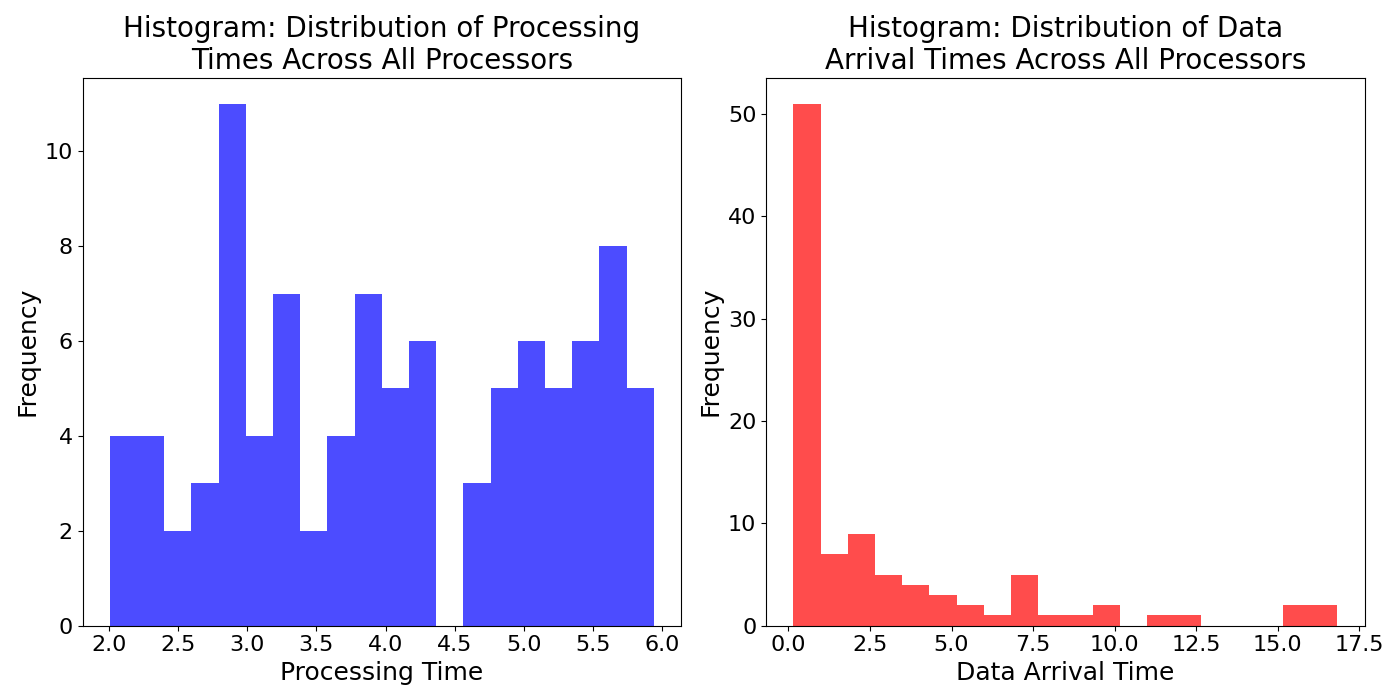 Histogram: Distribution of Processing
Times Across All Processors
10
8
6
4
2
0
Frequency
2.0 2.5 3.0 3.5 4.0 4.5 5.0 5.5 6.0
Processing Time
Histogram: Distribution of Data
Arrival Times Across All Processors
50
40
30
20
10
0
Frequency
0.0 2.5 5.0 7.5 10.0 12.5 15.0 17.5
Data Arrival Time